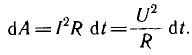 dA = I²R dt = U²/R dt.